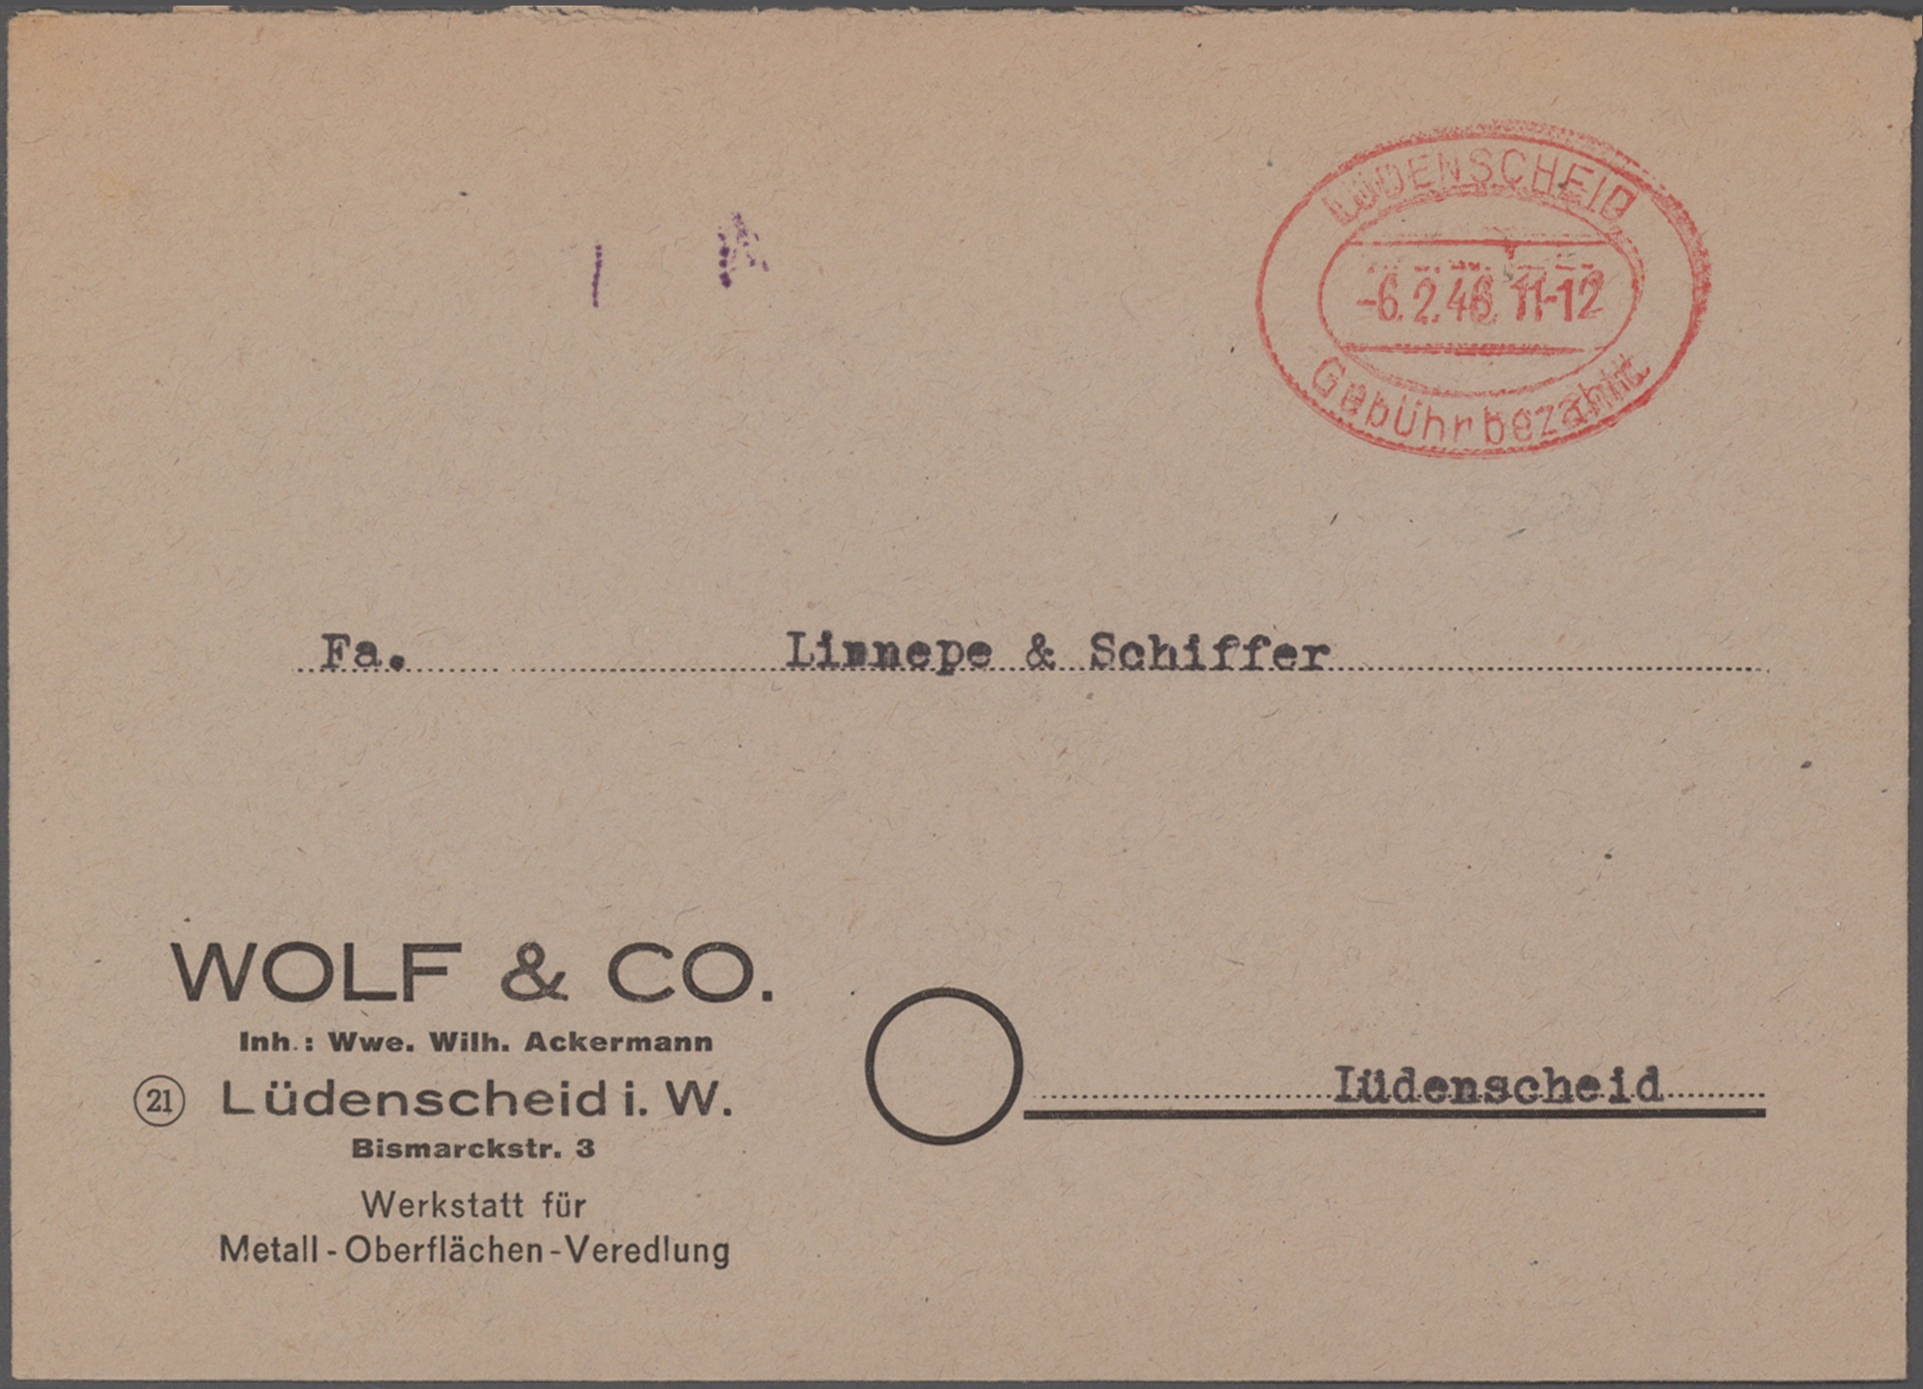 LÜDENSCHEID
-6.2.46. 11-12
Gebühr bezahlt
Fa. Linnepe & Schiffer
WOLF & CO.
Inh.: Wwe. Wilh. Ackermann
21 Lüdenscheid i. W.
Bismarckstr. 3
Werkstatt für
Metall-Oberflächen-Veredlung
Lüdenscheid